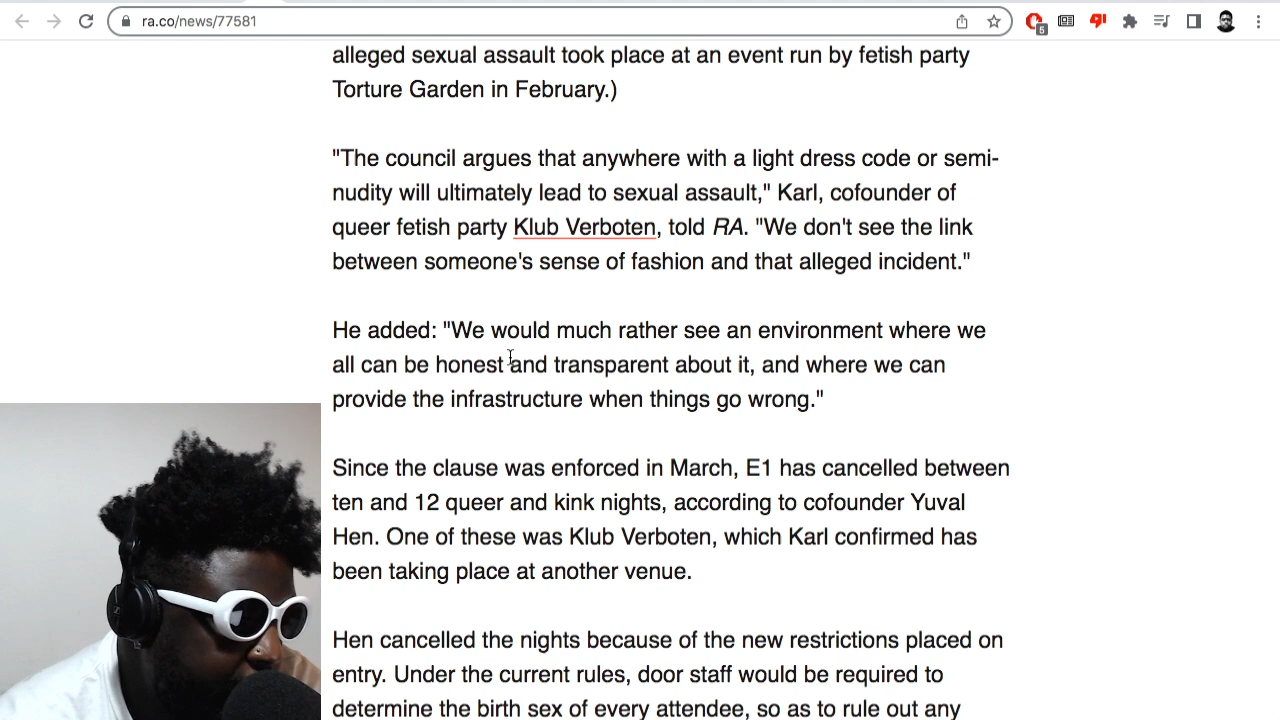 ra.co/news/77581
5
alleged sexual assault took place at an event run by fetish party
Torture Garden in February.)
"The council argues that anywhere with a light dress code or semi-
nudity will ultimately lead to sexual assault," Karl, cofounder of
queer fetish party Klub Verboten, told RA. "We don't see the link
between someone's sense of fashion and that alleged incident."
He added: "We would much rather see an environment where we
all can be honest and transparent about it, and where we can
provide the infrastructure when things go wrong."
Since the clause was enforced in March, E1 has cancelled between
ten and 12 queer and kink nights, according to cofounder Yuval
Hen. One of these was Klub Verboten, which Karl confirmed has
been taking place at another venue.
Hen cancelled the nights because of the new restrictions placed on
entry. Under the current rules, door staff would be required to
determine the birth sex of every attendee, so as to rule out any